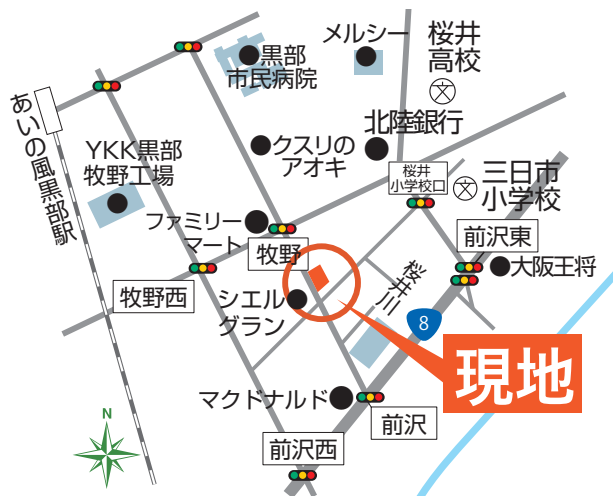 メルシー
桜井
高校
文
黒部
市民病院
あいの風黒部駅
北陸銀行
クスリの
アオキ
YKK黒部
牧野工場
桜井
小学校口
文
三日市
小学校
ファミリー
マート
牧野
前沢東
大阪王将
桜井川
牧野西
シエル
グラン
8
現地
マクドナルド
前沢
前沢西
N